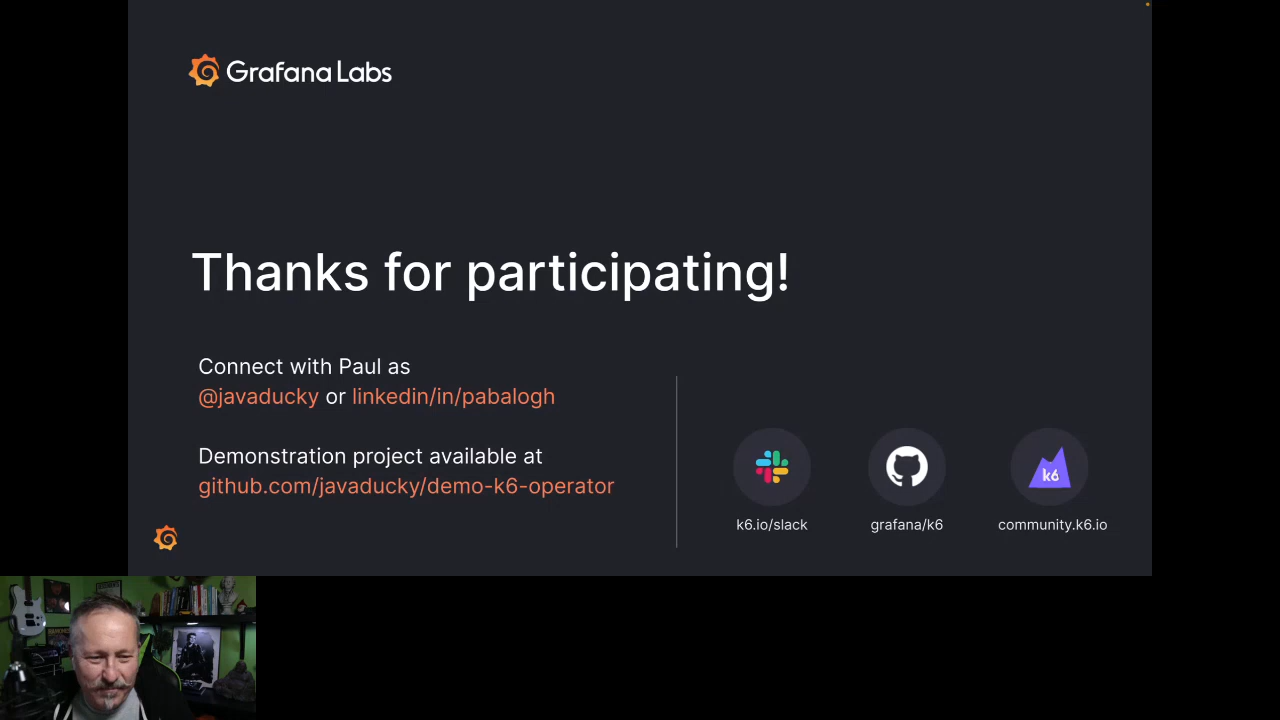 Grafana Labs
Thanks for participating!
Connect with Paul as
@javaducky or linkedin/in/pabalogh
Demonstration project available at
github.com/javaducky/demo-k6-operator
k6
k6.io/slack
grafana/k6
community.k6.io